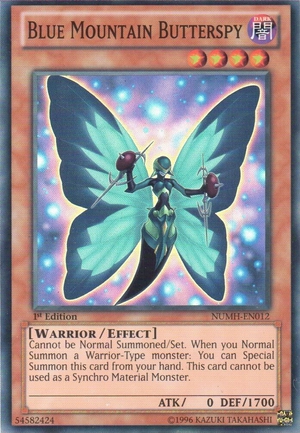 BLUE MOUNTAIN BUTTERSPY
DARK
闇
1st Edition
NUMH-EN012
[WARRIOR / EFFECT]
Cannot be Normal Summoned/Set. When you Normal
Summon a Warrior-Type monster: You can Special
Summon this card from your hand. This card cannot
be used as a Synchro Material Monster.
ATK/ 0 DEF/1700
54582424
©1996 KAZUKI TAKAHASHI